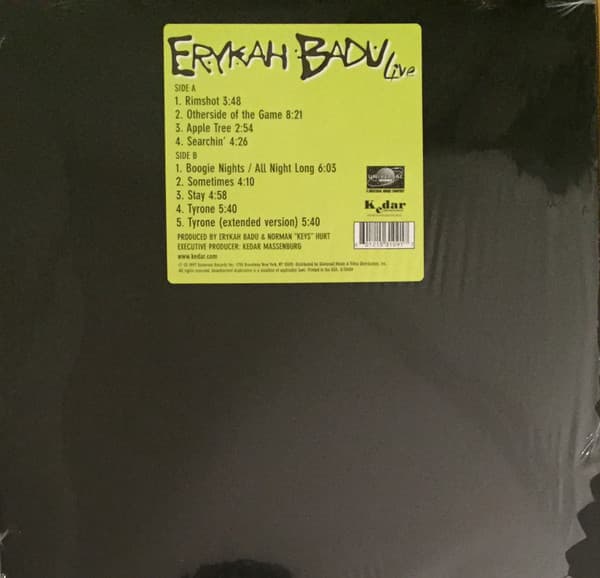 ERYKAH BADU Live
SIDE A
1. Rimshot 3:48
2. Otherside of the Game 8:21
3. Apple Tree 2:54
4. Searchin' 4:26
SIDE B
1. Boogie Nights / All Night Long 6:03
2. Sometimes 4:10
3. Stay 4:58
4. Tyrone 5:40
5. Tyrone (extended version) 5:40
UNIVERSAL
Kedar
PRODUCED BY ERYKAH BADU & NORMAN "KEYS" HURT
EXECUTIVE PRODUCER: KEDAR MASSENBURG
www.kedar.com